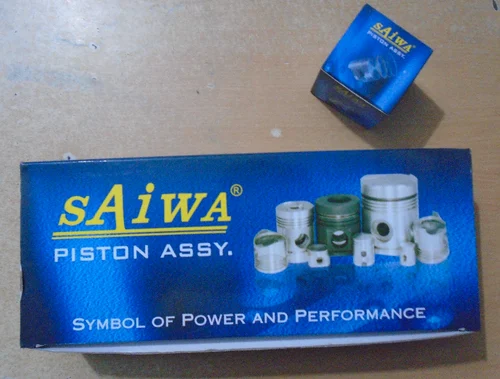 sAiWA
PISTON ASSY.
sAiWA®
PISTON ASSY.
SYMBOL OF POWER AND PERFORMANCE